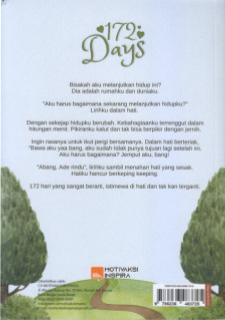 172
Days
Bisakah aku melanjutkan hidup ini?
Dia adalah rumahku dan duniaku.
"Aku harus bagaimana sekarang melanjutkan hidupku?"
Lirihku dalam hati.
Dengan sekejap hidupku berubah. Kebahagiaanku terrenggut dalam
hitungan menit. Pikiranku kalut dan tak bisa berpikir dengan jernih.
Ingin rasanya untuk ikut pergi bersamanya. Dalam hati berteriak,
"Bawa aku yaa bang, aku sudah tidak punya tujuan lagi setelah ini.
Aku harus bagaimana? Jemput aku, bang!
"Abang, Ade rindu", lirihku sambil menahan hati yang sesak.
Hatiku hancur berkeping keeping.
172 hari yang sangat berarti, istimewa di hati dan tak kan terganti.
MOTIVAKSI
INSPIRA